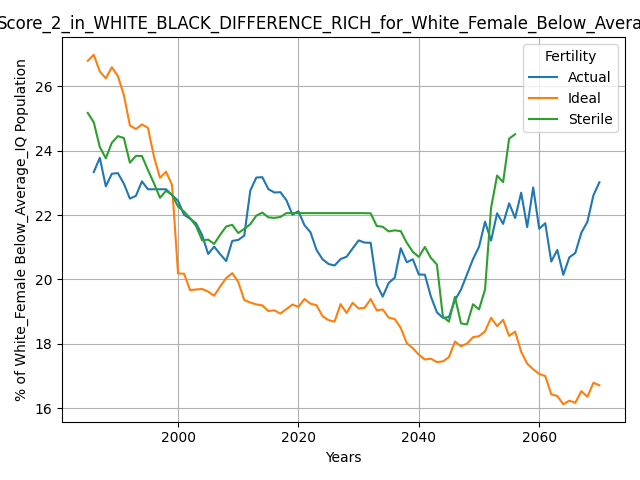 Score_2_in_WHITE_BLACK_DIFFERENCE_RICH_for_White_Female_Below_Avera
Fertility
Actual
Ideal
Sterile
% of White_Female Below_Average_IQ Population
26
24
22
20
18
16
2000
2020
2040
2060
Years